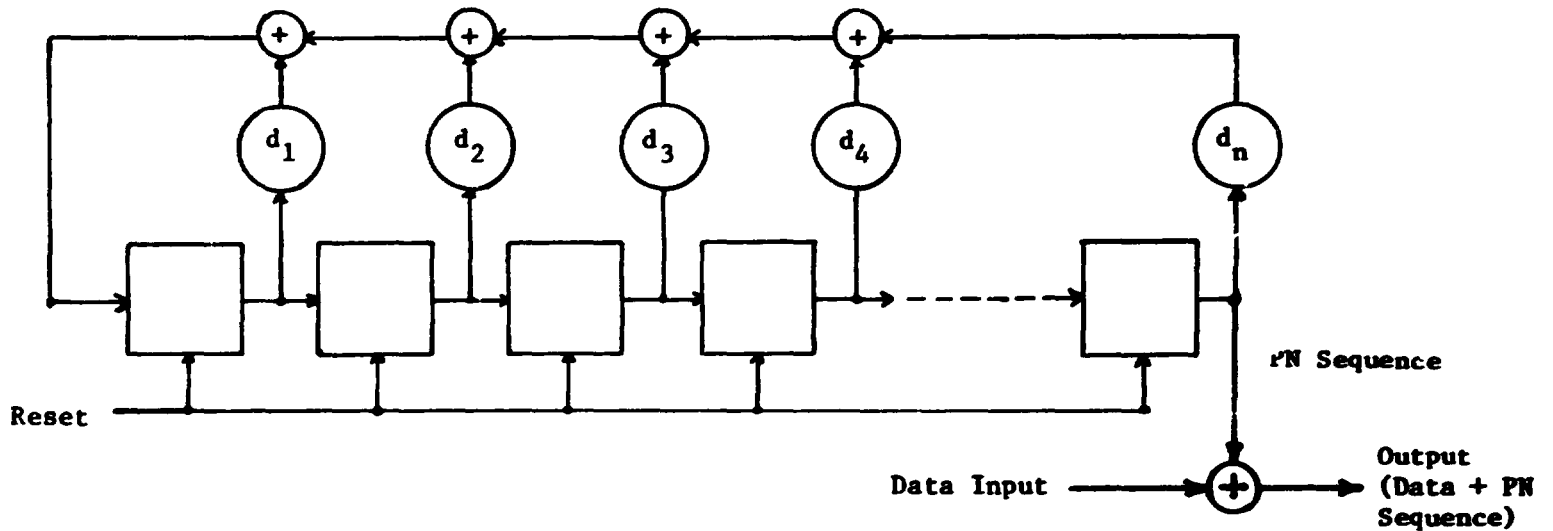 + + + +
d1 d2 d3 d4 dn
PN Sequence
Reset
Data Input + Output
(Data + PN
Sequence)